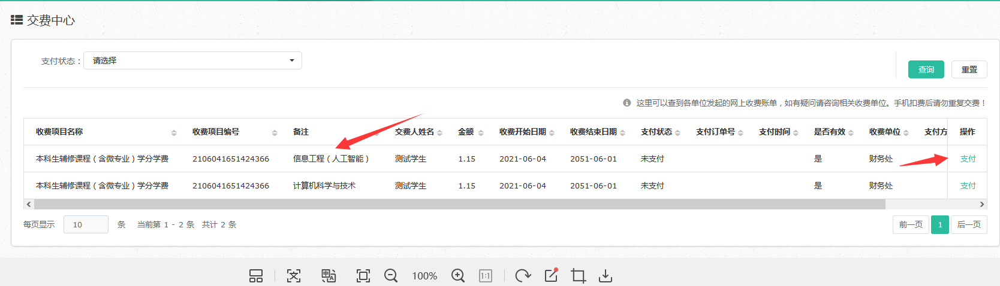 交费中心
支付状态： 请选择
查询 重置
这里可以查到各单位发起的网上收费账单，如有疑问请咨询相关收费单位。手机扣费后请勿重复交费！
收费项目名称 收费项目编号 备注 交费人姓名 金额 收费开始日期 收费结束日期 支付状态 支付订单号 支付时间 是否有效 收费单位 支付方 操作
本科生辅修课程（含微专业）学分学费 2106041651424366 信息工程（人工智能） 测试学生 1.15 2021-06-04 2051-06-01 未支付 是 财务处 支付
本科生辅修课程（含微专业）学分学费 2106041651424366 计算机科学与技术 测试学生 1.15 2021-06-04 2051-06-01 未支付 是 财务处 支付
每页显示 10 条 当前第 1 - 2 条 共计 2 条 前一页 1 后一页
100% 1:1